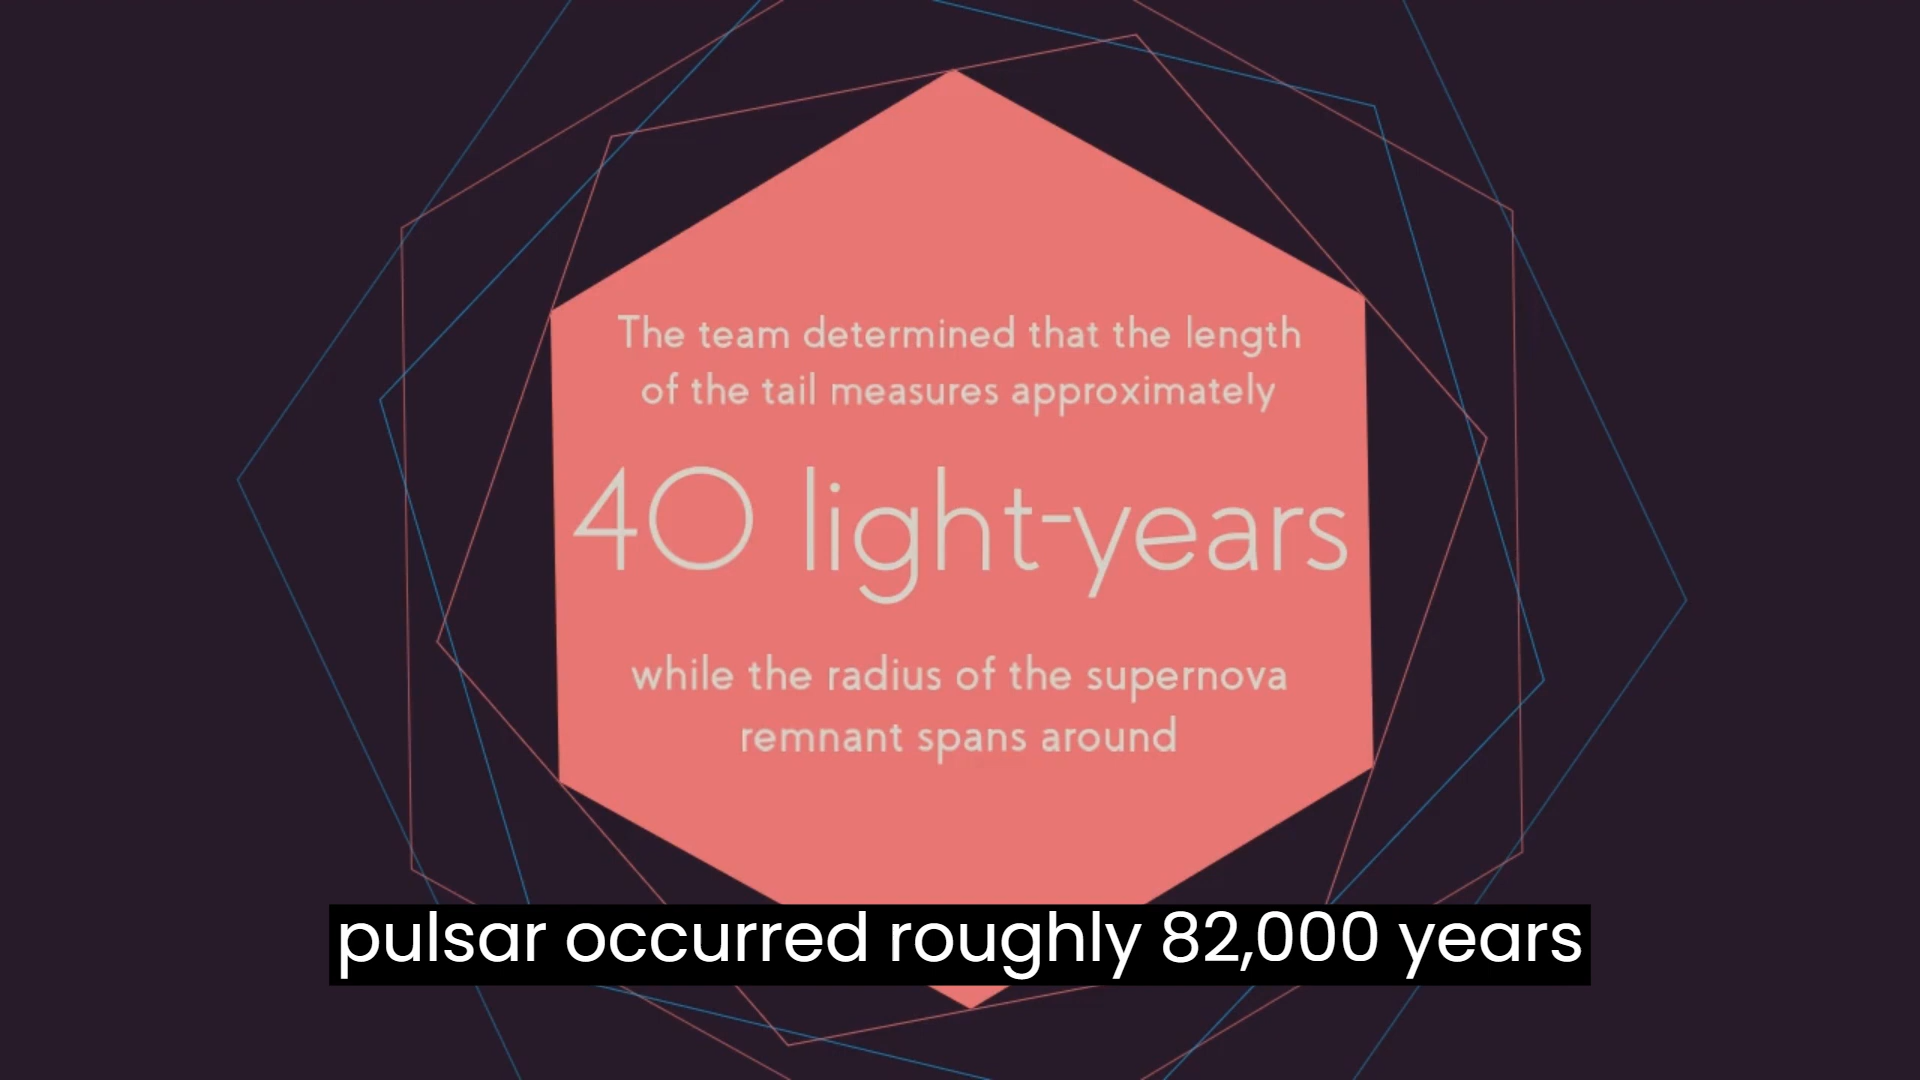 The team determined that the length
of the tail measures approximately
40 light-years
while the radius of the supernova
remnant spans around
pulsar occurred roughly 82,000 years